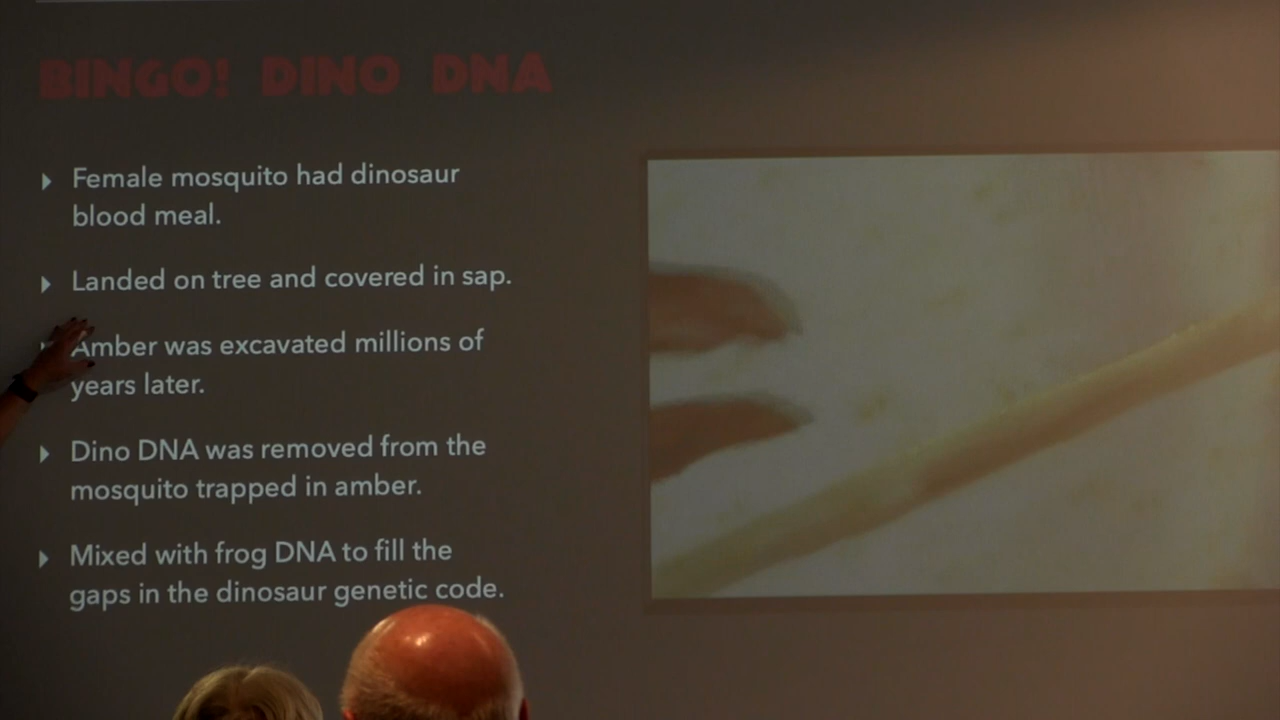 BINGO! DINO DNA
Female mosquito had dinosaur
blood meal.
Landed on tree and covered in sap.
Amber was excavated millions of
years later.
Dino DNA was removed from the
mosquito trapped in amber.
Mixed with frog DNA to fill the
gaps in the dinosaur genetic code.